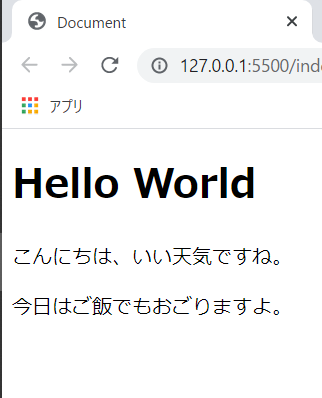 Document
127.0.0.1:5500/inde
アプリ
Hello World
こんにちは、いい天気ですね。
今日はご飯でもおごりますよ。